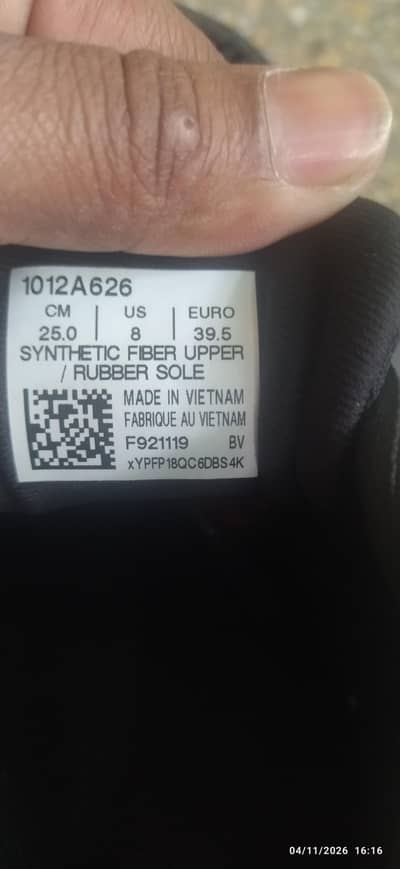 1012A626
CM | US | EURO
25.0 | 8 | 39.5
SYNTHETIC FIBER UPPER
/ RUBBER SOLE
MADE IN VIETNAM
FABRIQUE AU VIETNAM
F921119 BV
xYPFP18QC6DBS4K
04/11/2026 16:16